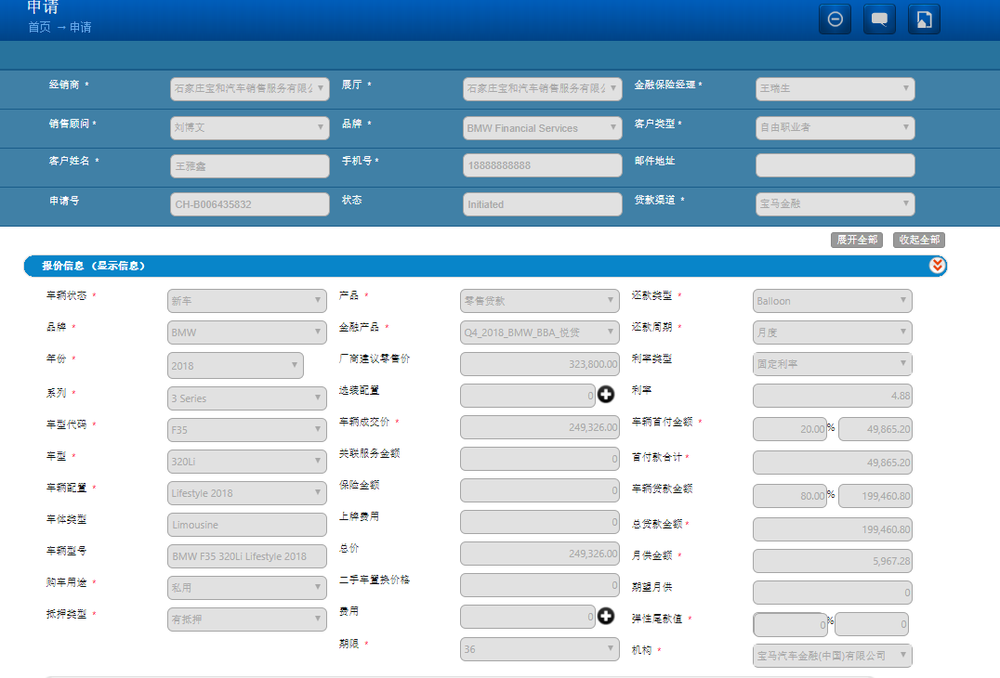 申请
首页 →申请
经销商 * 石家庄宝和汽车销售服务有限公 展厅 * 石家庄宝和汽车销售服务有限公 金融保险经理 * 王瑞生
销售顾问 * 刘博文 品牌 * BMW Financial Services 客户类型 * 自由职业者
客户姓名 * 王雅鑫 手机号 * 18888888888 邮件地址
申请号 CH-B006435832 状态 Initiated 贷款渠道 * 宝马金融
展开全部 收起全部
报价信息 (显示信息)
车辆状态 * 新车 产品 * 零售贷款 还款类型 * Balloon
品牌 * BMW 金融产品 * Q4_2018_BMW_BBA_悦贷 还款周期 * 月度
年份 * 2018 厂商建议零售价 323,800.00 利率类型 固定利率
系列 * 3 Series 选装配置 0 利率 4.88
车型代码 * F35 车辆成交价 * 249,326.00 车辆首付金额 * 20.00 % 49,865.20
车型 * 320Li 关联服务金额 0 首付款合计 * 49,865.20
车辆配置 * Lifestyle 2018 保险金额 0 车辆贷款金额 80.00 % 199,460.80
车体类型 Limousine 上牌费用 0 总贷款金额 * 199,460.80
车辆型号 BMW F35 320Li Lifestyle 2018 总价 249,326.00 月供金额 * 5,967.28
购车用途 * 私用 二手车置换价格 0 期望月供 0
抵押类型 * 有抵押 费用 0 弹性尾款值 * 0 % 0
期限 * 36 机构 * 宝马汽车金融(中国)有限公司